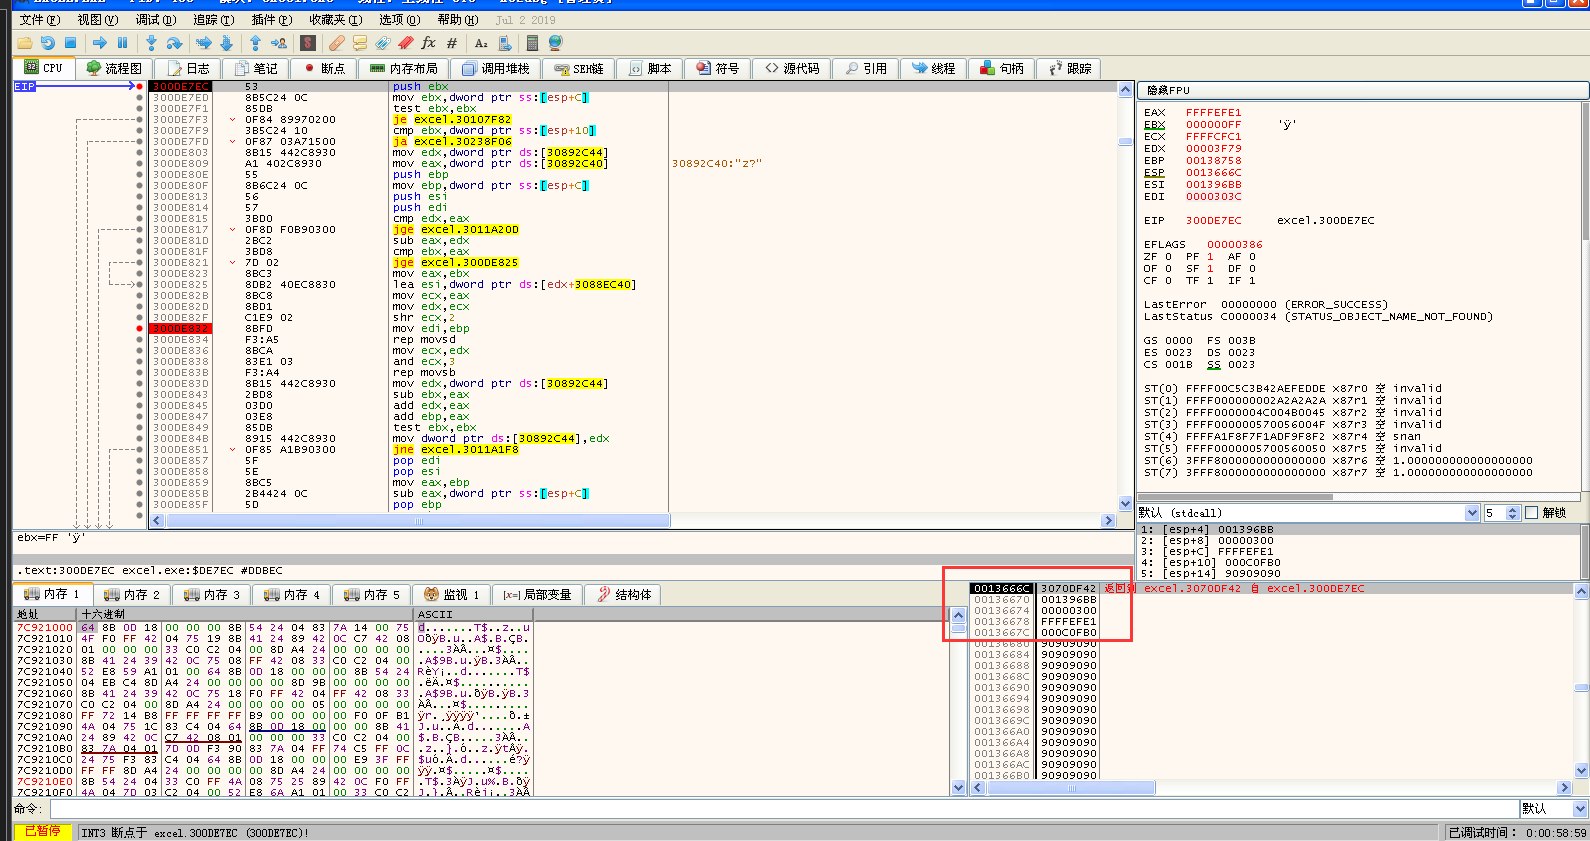 文件(F) 视图(V) 调试(D) 追踪(T) 插件(P) 收藏夹(I) 选项(O) 帮助(H) Jul 2 2019
CPU 流程图 日志 笔记 断点 内存布局 调用堆栈 SEH链 脚本 符号 源代码 引用 线程 句柄 跟踪
EIP
300DE7EC 53 push ebx
300DE7ED 8B5C24 0C mov ebx,dword ptr ss:[esp+C]
300DE7F1 85DB test ebx,ebx
300DE7F3 0F84 89970200 je excel.30107F82
300DE7F9 3B5C24 10 cmp ebx,dword ptr ss:[esp+10]
300DE7FD 0F87 03A71500 ja excel.30238F06
300DE803 8B15 442C8930 mov edx,dword ptr ds:[30892C44]
300DE809 A1 402C8930 mov eax,dword ptr ds:[30892C40] 30892C40:"z?"
300DE80E 55 push ebp
300DE80F 8B6C24 0C mov ebp,dword ptr ss:[esp+C]
300DE813 56 push esi
300DE814 57 push edi
300DE815 3BD0 cmp edx,eax
300DE817 0F8D F0B90300 jge excel.3011A20D
300DE81D 2BC2 sub eax,edx
300DE81F 3BD8 cmp ebx,eax
300DE821 7D 02 jge excel.300DE825
300DE823 8BC3 mov eax,ebx
300DE825 8DB2 40EC8830 lea esi,dword ptr ds:[edx+3088EC40]
300DE82B 8BC8 mov ecx,eax
300DE82D 8BD1 mov edx,ecx
300DE82F C1E9 02 shr ecx,2
300DE832 8BFD mov edi,ebp
300DE834 F3:A5 rep movsd
300DE836 8BCA mov ecx,edx
300DE838 83E1 03 and ecx,3
F3:A4 rep movsb
300DE83D 8B15 442C8930 mov edx,dword ptr ds:[30892C44]
300DE843 2BD8 sub ebx,eax
300DE845 03D0 add edx,eax
300DE847 03E8 add ebp,eax
300DE849 85DB test ebx,ebx
300DE84B 8915 442C8930 mov dword ptr ds:[30892C44],edx
300DE851 0F85 A1B90300 jne excel.3011A1F8
300DE857 5F pop edi
300DE858 5E pop esi
300DE859 8BC5 mov eax,ebp
300DE85B 2B4424 0C sub eax,dword ptr ss:[esp+C]
300DE85F 5D pop ebp
隐藏FPU
EAX FFFFEFE1
EBX 000000FF 'ÿ'
ECX FFFFCFC1
EDX 00003F79
EBP 00138758
ESP 0013666C
ESI 001396BB
EDI 0000303C
EIP 300DE7EC excel.300DE7EC
EFLAGS 00000386
ZF 0 PF 1 AF 0
OF 0 SF 1 DF 0
CF 0 TF 1 IF 1
LastError 00000000 (ERROR_SUCCESS)
LastStatus C0000034 (STATUS_OBJECT_NAME_NOT_FOUND)
GS 0000 FS 003B
ES 0023 DS 0023
CS 001B SS 0023
ST(0) FFFF00C5C3B42AEFEDDE x87r0 空 invalid
ST(1) FFFF000000002A2A2A2A x87r1 空 invalid
ST(2) FFFF0000004C004B0045 x87r2 空 invalid
ST(3) FFFF000000570056004F x87r3 空 invalid
ST(4) FFFFA1F8F7F1ADF9F8F2 x87r4 空 snan
ST(5) FFFF0000005700560050 x87r5 空 invalid
ST(6) 3FFF8000000000000000 x87r6 空 1.000000000000000000
ST(7) 3FFF8000000000000000 x87r7 空 1.000000000000000000
默认 (stdcall) 5 解锁
1: [esp+4] 001396BB
2: [esp+8] 00000300
3: [esp+C] FFFFEFE1
4: [esp+10] 000C0FB0
5: [esp+14] 90909090
ebx=FF 'ÿ'
.text:300DE7EC excel.exe:$DE7EC #DDBEC
内存 1 内存 2 内存 3 内存 4 内存 5 监视 1 [x=] 局部变量 结构体
地址 十六进制 ASCII
7C921000 64 8B 0D 18 00 00 00 8B 54 24 04 83 7A 14 00 75
7C921010 4F F0 FF 42 04 75 19 8B 41 24 89 42 0C C7 42 08
7C921020 01 00 00 00 33 C0 C2 04 00 8D A4 24 00 00 00 00
7C921030 8B 41 24 39 42 0C 75 08 FF 42 08 33 C0 C2 04 00
7C921040 52 E8 59 A1 01 00 64 8B 0D 18 00 00 00 8B 54 24
7C921050 04 EB C4 8D A4 24 00 00 00 00 8D 9B 00 00 00 00
7C921060 8B 41 24 39 42 0C 75 18 F0 FF 42 04 FF 42 08 33
7C921070 C0 C2 04 00 8D A4 24 00 00 00 00 05 00 00 00 00
7C921080 FF 72 14 B8 FF FF FF FF B9 00 00 00 00 F0 0F B1
7C921090 4A 04 75 1C 83 C4 04 64 8B 0D 18 00 00 00 8B 41
7C9210A0 24 89 42 0C C7 42 08 01 00 00 00 33 C0 C2 04 00
7C9210B0 83 7A 04 01 7D 0D F3 90 83 7A 04 FF 74 C5 FF 0C
7C9210C0 24 75 F3 83 C4 04 64 8B 0D 18 00 00 00 E9 3F FF
7C9210D0 FF FF 8D A4 24 00 00 00 00 8D A4 24 00 00 00 00
7C9210E0 8B 54 24 04 33 C0 FF 4A 08 75 25 89 42 0C F0 FF
7C9210F0 4A 04 7D 03 C2 04 00 52 E8 6A A1 01 00 33 C0 C2
0013666C 3070DF42 返回到 excel.3070DF42 自 excel.300DE7EC
00136670 001396BB
00136674 00000300
00136678 FFFFEFE1
0013667C 000C0FB0
00136680 90909090
00136684 90909090
00136688 90909090
0013668C 90909090
00136690 90909090
00136694 90909090
00136698 90909090
0013669C 90909090
001366A0 90909090
001366A4 90909090
001366A8 90909090
001366AC 90909090
001366B0 90909090
命令: 默认
已暂停 INT3 断点于 excel.300DE7EC (300DE7EC)! 已调试时间： 0:00:58:59